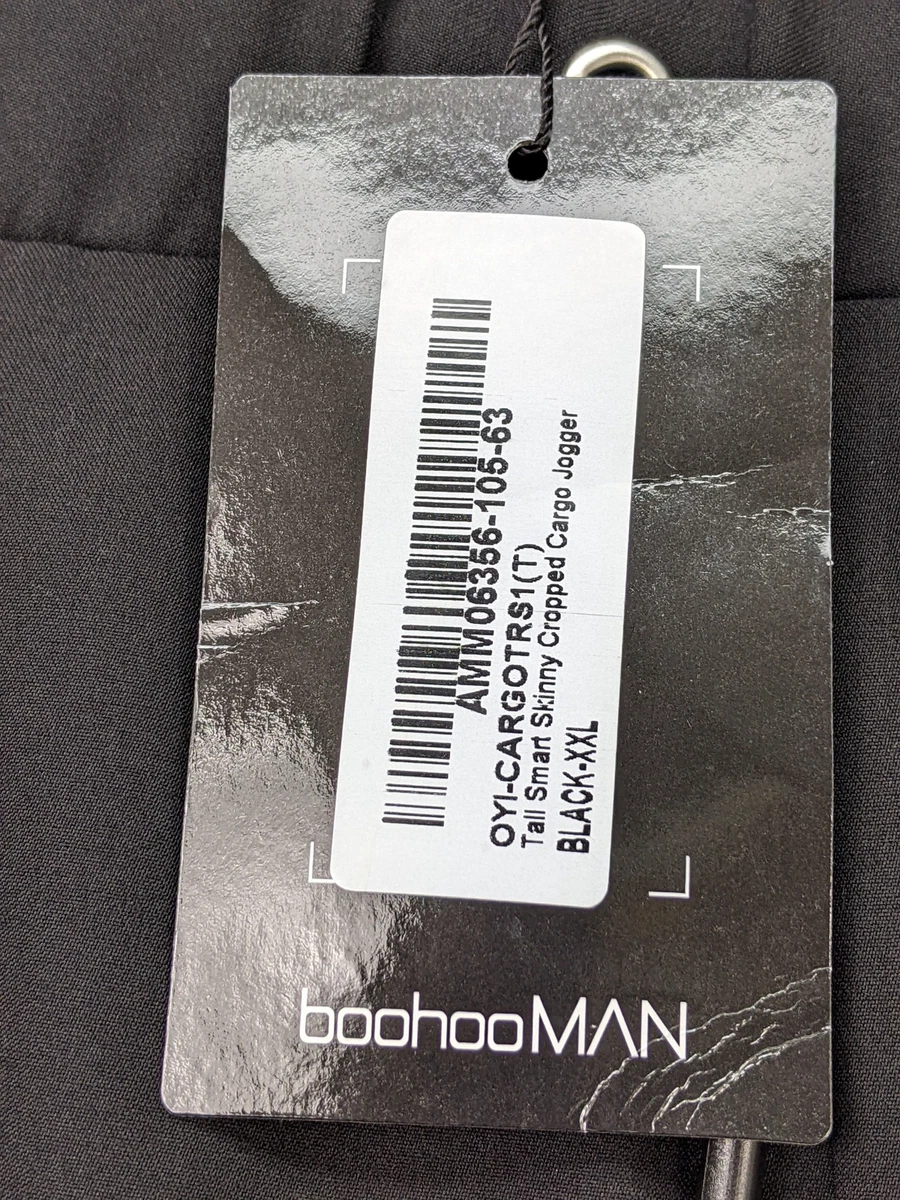 AMM06356-105-63
OYI-CARGOTRS1(T)
Tall Smart Skinny Cropped Cargo Jogger
BLACK-XXL
boohooMAN